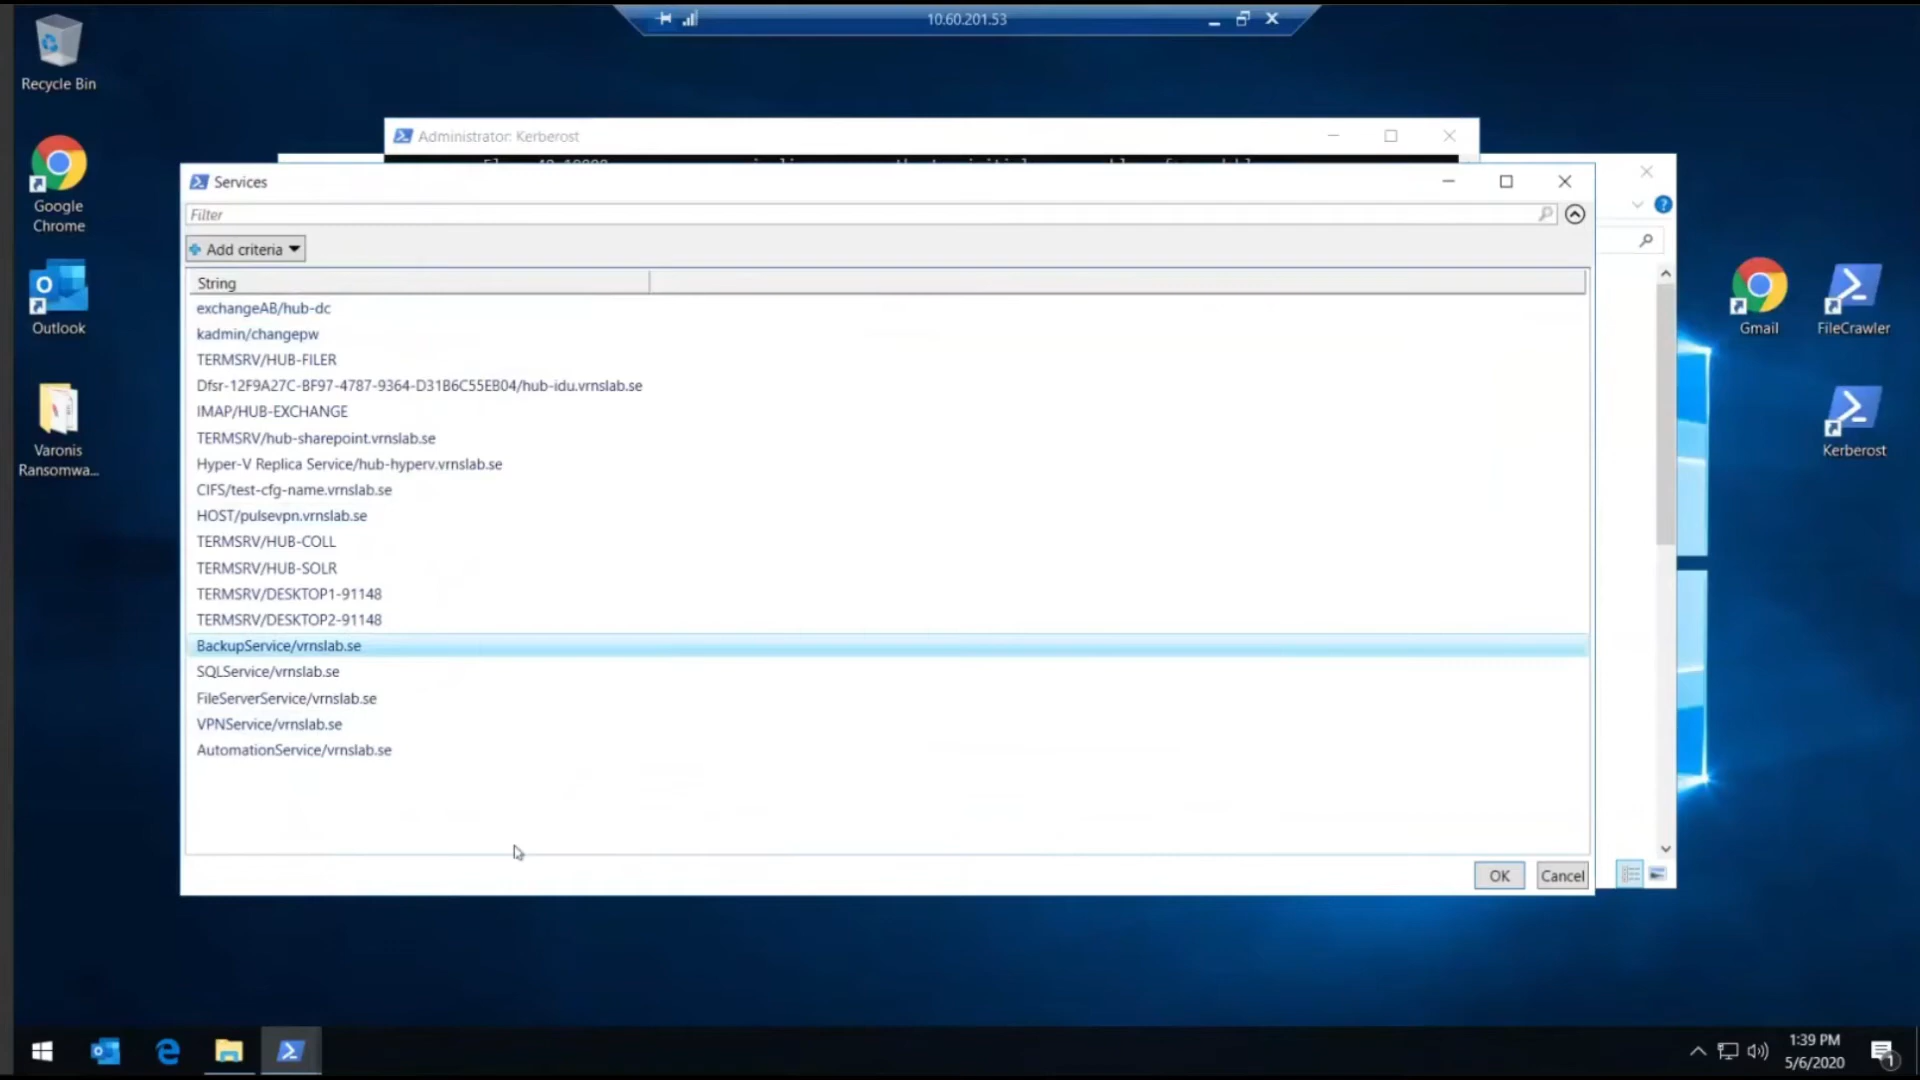 10.60.201.53
Recycle Bin
Google
Chrome
Outlook
Varonis
Ransomwa...
Administrator: Kerberost
Services
Filter
Add criteria
String
exchangeAB/hub-dc
kadmin/changepw
TERMSRV/HUB-FILER
Dfsr-12F9A27C-BF97-4787-9364-D31B6C55EB04/hub-idu.vrnslab.se
IMAP/HUB-EXCHANGE
TERMSRV/hub-sharepoint.vrnslab.se
Hyper-V Replica Service/hub-hyperv.vrnslab.se
CIFS/test-cfg-name.vrnslab.se
HOST/pulsevpn.vrnslab.se
TERMSRV/HUB-COLL
TERMSRV/HUB-SOLR
TERMSRV/DESKTOP1-91148
TERMSRV/DESKTOP2-91148
BackupService/vrnslab.se
SQLService/vrnslab.se
FileServerService/vrnslab.se
VPNService/vrnslab.se
AutomationService/vrnslab.se
OK
Cancel
Gmail
FileCrawler
Kerberost
1:39 PM
5/6/2020
1